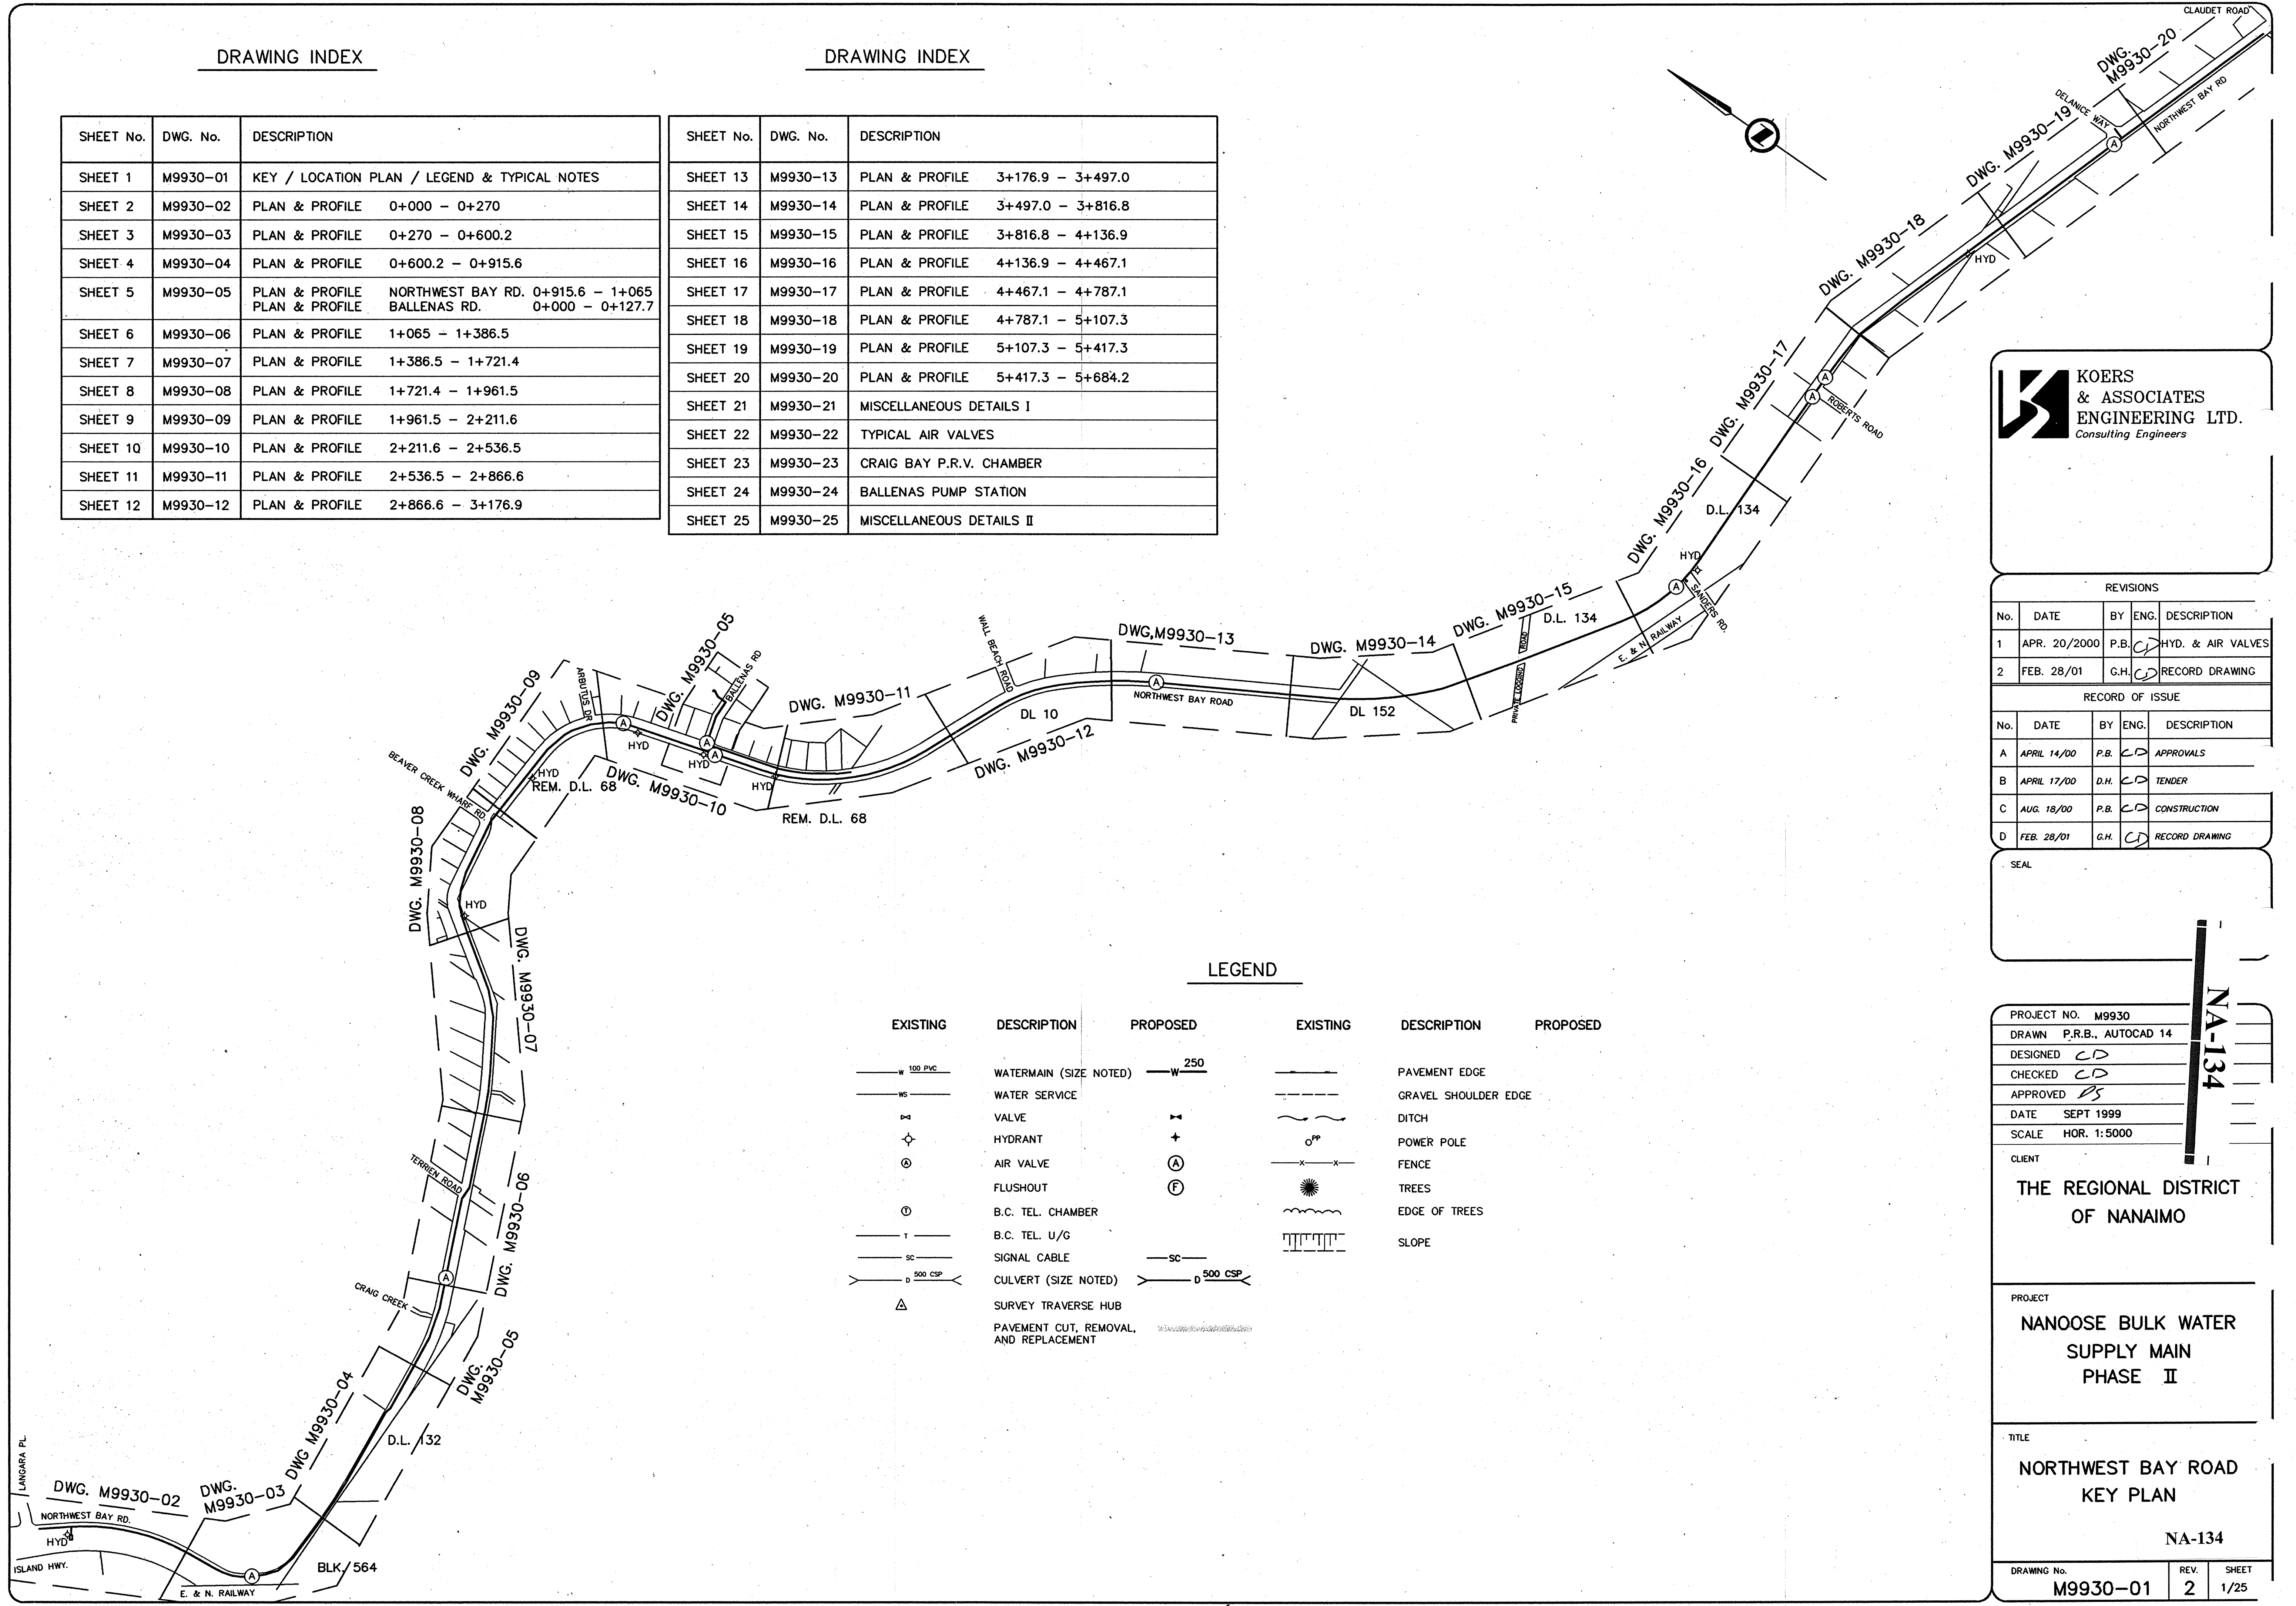 DRAWING INDEX
SHEET No. DWG. No. DESCRIPTION
SHEET 1 M9930-01 KEY / LOCATION PLAN / LEGEND & TYPICAL NOTES
SHEET 2 M9930-02 PLAN & PROFILE 0+000 - 0+270
SHEET 3 M9930-03 PLAN & PROFILE 0+270 - 0+600.2
SHEET 4 M9930-04 PLAN & PROFILE 0+600.2 - 0+915.6
SHEET 5 M9930-05 PLAN & PROFILE NORTHWEST BAY RD. 0+915.6 - 1+065
PLAN & PROFILE BALLENAS RD. 0+000 - 0+127.7
SHEET 6 M9930-06 PLAN & PROFILE 1+065 - 1+386.5
SHEET 7 M9930-07 PLAN & PROFILE 1+386.5 - 1+721.4
SHEET 8 M9930-08 PLAN & PROFILE 1+721.4 - 1+961.5
SHEET 9 M9930-09 PLAN & PROFILE 1+961.5 - 2+211.6
SHEET 10 M9930-10 PLAN & PROFILE 2+211.6 - 2+536.5
SHEET 11 M9930-11 PLAN & PROFILE 2+536.5 - 2+866.6
SHEET 12 M9930-12 PLAN & PROFILE 2+866.6 - 3+176.9
DRAWING INDEX
SHEET No. DWG. No. DESCRIPTION
SHEET 13 M9930-13 PLAN & PROFILE 3+176.9 - 3+497.0
SHEET 14 M9930-14 PLAN & PROFILE 3+497.0 - 3+816.8
SHEET 15 M9930-15 PLAN & PROFILE 3+816.8 - 4+136.9
SHEET 16 M9930-16 PLAN & PROFILE 4+136.9 - 4+467.1
SHEET 17 M9930-17 PLAN & PROFILE 4+467.1 - 4+787.1
SHEET 18 M9930-18 PLAN & PROFILE 4+787.1 - 5+107.3
SHEET 19 M9930-19 PLAN & PROFILE 5+107.3 - 5+417.3
SHEET 20 M9930-20 PLAN & PROFILE 5+417.3 - 5+684.2
SHEET 21 M9930-21 MISCELLANEOUS DETAILS I
SHEET 22 M9930-22 TYPICAL AIR VALVES
SHEET 23 M9930-23 CRAIG BAY P.R.V. CHAMBER
SHEET 24 M9930-24 BALLENAS PUMP STATION
SHEET 25 M9930-25 MISCELLANEOUS DETAILS II
CLAUDET ROAD
DWG.
M9930-20
NORTHWEST BAY RD
DELANICE WAY
A
DWG. M9930-19
HYD
DWG. M9930-18
DWG. M9930-17
A
A
ROBERTS ROAD
DWG. M9930-16
D.L. 134
HYD
A
SANDERS RD.
E. & N. RAILWAY
DWG. M9930-15
D.L. 134
PRIVATE LOGGING ROAD
DWG. M9930-14
DL 152
DWG,M9930-13
A
NORTHWEST BAY ROAD
WALL BEACH ROAD
DL 10
DWG. M9930-12
DWG. M9930-11
DWG. M9930-05
BALLENAS RD
A
A
HYD
HYD
REM. D.L. 68
DWG. M9930-10
A
HYD
ARBUTUS DR
DWG. M9930-09
HYD
REM. D.L. 68
BEAVER CREEK WHARF RD.
DWG. M9930-08
HYD
DWG. M9930-07
TERRIEN ROAD
DWG. M9930-06
A
CRAIG CREEK
DWG.
M9930-05
DWG M9930-04
D.L. 132
DWG.
M9930-03
DWG. M9930-02
LANGARA PL.
NORTHWEST BAY RD.
HYD
ISLAND HWY.
A
E. & N. RAILWAY
BLK. 564
LEGEND
EXISTING DESCRIPTION PROPOSED
W 100 PVC WATERMAIN (SIZE NOTED) W 250
WS WATER SERVICE
VALVE
HYDRANT
A AIR VALVE A
FLUSHOUT F
T B.C. TEL. CHAMBER
T B.C. TEL. U/G
SC SIGNAL CABLE SC
D 500 CSP CULVERT (SIZE NOTED) D 500 CSP
SURVEY TRAVERSE HUB
PAVEMENT CUT, REMOVAL,
AND REPLACEMENT
EXISTING DESCRIPTION PROPOSED
PAVEMENT EDGE
GRAVEL SHOULDER EDGE
DITCH
PP POWER POLE
X X FENCE
TREES
EDGE OF TREES
SLOPE
KOERS
& ASSOCIATES
ENGINEERING LTD.
Consulting Engineers
REVISIONS
No. DATE BY ENG. DESCRIPTION
1 APR. 20/2000 P.B. CD HYD. & AIR VALVES
2 FEB. 28/01 G.H. CD RECORD DRAWING
RECORD OF ISSUE
No. DATE BY ENG. DESCRIPTION
A APRIL 14/00 P.B. CD APPROVALS
B APRIL 17/00 D.H. CD TENDER
C AUG. 18/00 P.B. CD CONSTRUCTION
D FEB. 28/01 G.H. CD RECORD DRAWING
SEAL
NA-134
PROJECT NO. M9930
DRAWN P.R.B., AUTOCAD 14
DESIGNED CD
CHECKED CD
APPROVED
DATE SEPT 1999
SCALE HOR. 1:5000
CLIENT
THE REGIONAL DISTRICT
OF NANAIMO
PROJECT
NANOOSE BULK WATER
SUPPLY MAIN
PHASE II
TITLE
NORTHWEST BAY ROAD
KEY PLAN
NA-134
DRAWING No. REV. SHEET
M9930-01 2 1/25